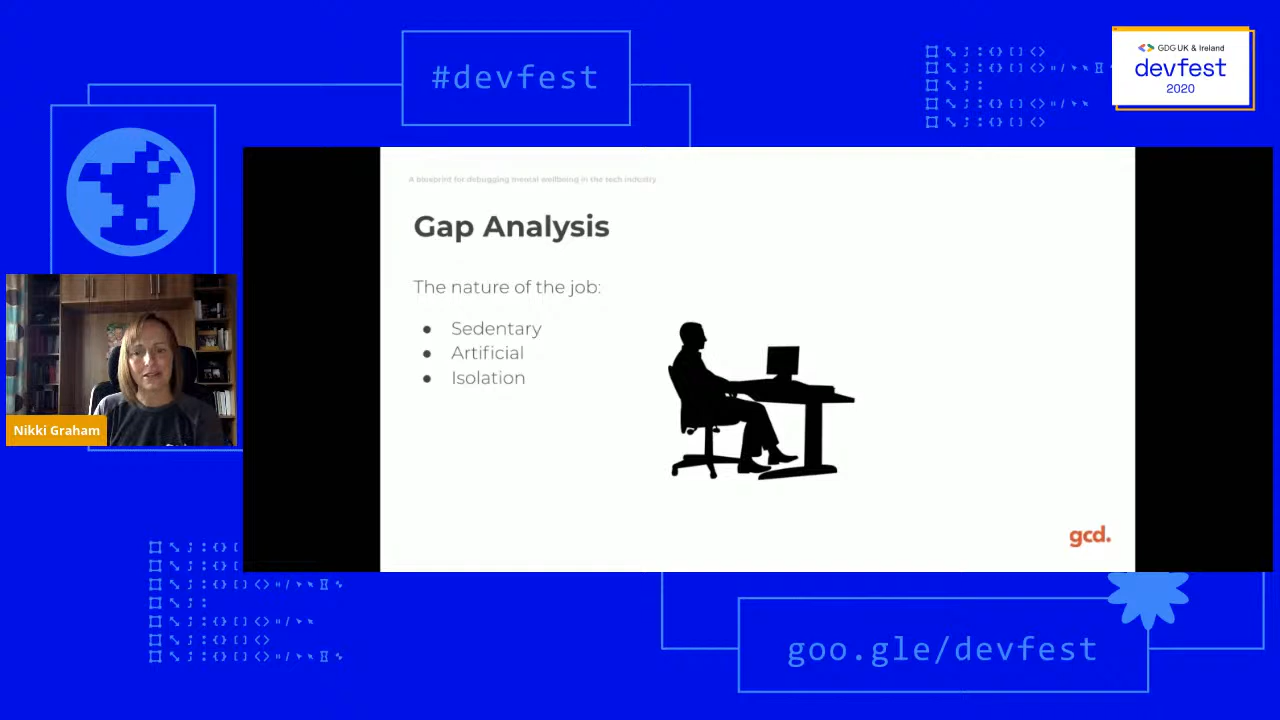 #devfest
GDG UK & Ireland
devfest
2020
A blueprint for debugging mental wellbeing in the tech industry
Gap Analysis
The nature of the job:
● Sedentary
● Artificial
● Isolation
Nikki Graham
gcd.
goo.gle/devfest